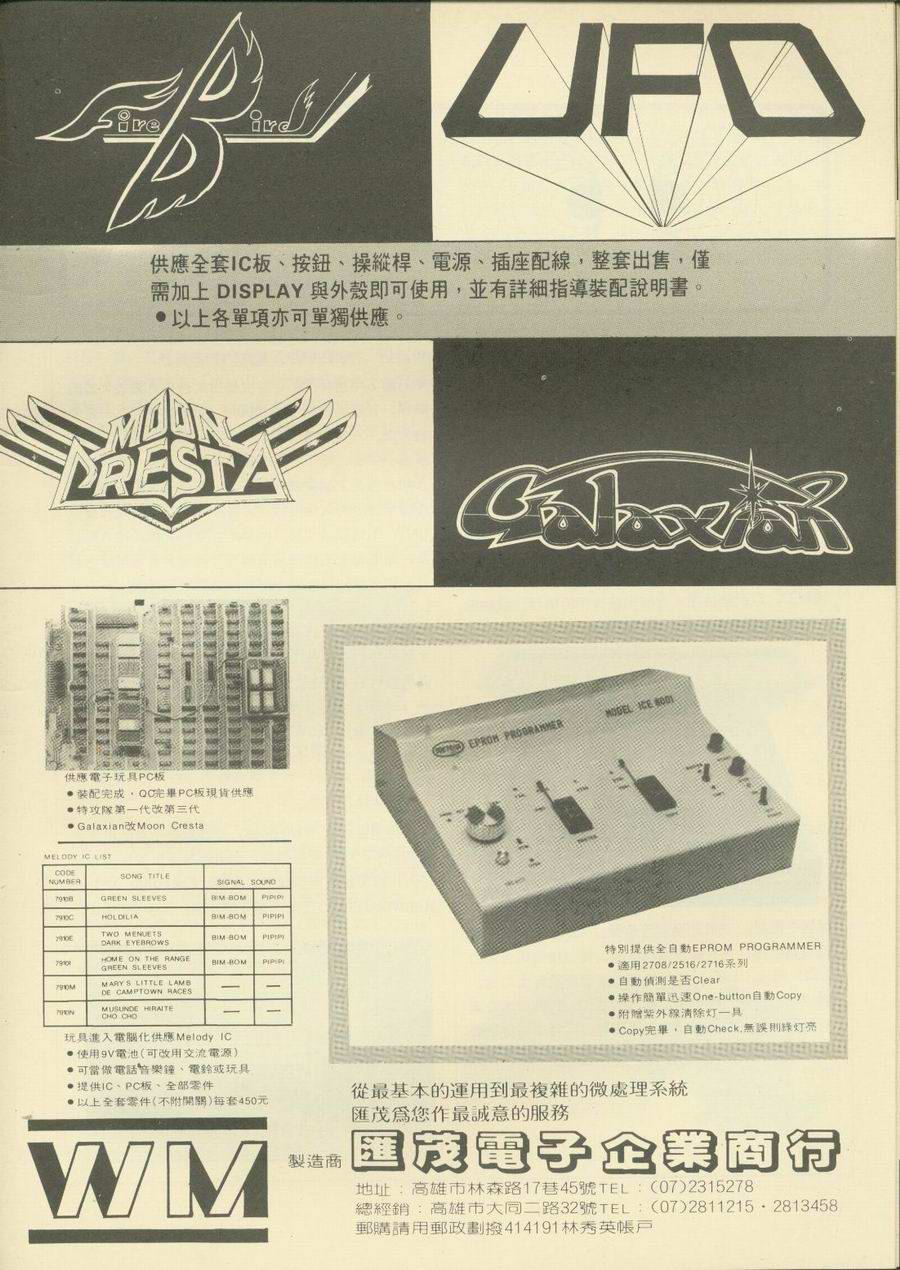 Fire Bird
UFO
供應全套IC板、按鈕、操縱桿、電源、插座配線，整套出售，僅
需加上 DISPLAY 與外殼即可使用，並有詳細指導裝配說明書。
●以上各單項亦可單獨供應。
MOON
CRESTA
Galaxian
供應電子玩具PC板
●裝配完成，QC完畢PC板現貨供應
●特攻隊第一代改第三代
●Galaxian改Moon Cresta
MELODY IC LIST
CODE NUMBER SONG TITLE SIGNAL SOUND
7910B GREEN SLEEVES BIM-BOM PIPIPI
7910C HOLDILIA BIM-BOM PIPIPI
7910E TWO MENUETS DARK EYEBROWS BIM-BOM PIPIPI
7910I HOME ON THE RANGE GREEN SLEEVES BIM-BOM PIPIPI
7910M MARY'S LITTLE LAMB DE CAMPTOWN RACES — —
7910N MUSUNDE HIRAITE CHO CHO — —
玩具進入電腦化供應Melody IC
●使用9V電池(可改用交流電源)
●可當做電話音樂鐘、電鈴或玩具
●提供IC、PC板、全部零件
●以上全套零件(不附開關)每套450元
EPROM PROGRAMMER MODEL ICE 8001
特別提供全自動EPROM PROGRAMMER
●適用2708/2516/2716系列
●自動偵測是否Clear
●操作簡單迅速One-button自動Copy
●附贈紫外線清除灯一具
●Copy完畢，自動Check,無誤則綠灯亮
從最基本的運用到最複雜的微處理系統
匯茂爲您作最誠意的服務
WM
製造商 匯茂電子企業商行
地址：高雄市林森路17巷45號TEL：(07)2315278
總經銷：高雄市大同二路32號TEL：(07)2811215・2813458
郵購請用郵政劃撥414191林秀英帳戶